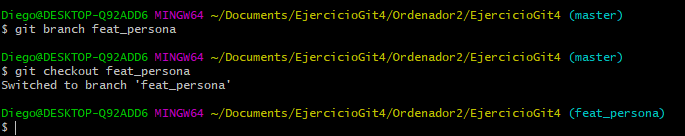 Diego@DESKTOP-Q92ADD6 MINGW64 ~/Documents/EjercicioGit4/Ordenador2/EjercicioGit4 (master)
$ git branch feat_persona
Diego@DESKTOP-Q92ADD6 MINGW64 ~/Documents/EjercicioGit4/Ordenador2/EjercicioGit4 (master)
$ git checkout feat_persona
Switched to branch 'feat_persona'
Diego@DESKTOP-Q92ADD6 MINGW64 ~/Documents/EjercicioGit4/Ordenador2/EjercicioGit4 (feat_persona)
$